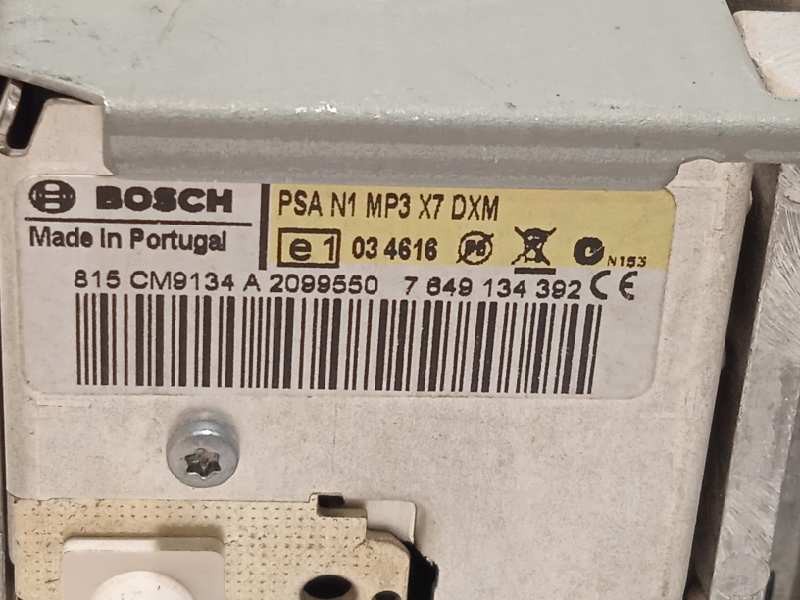 BOSCH
Made in Portugal
PSA N1 MP3 X7 DXM
e1 03 4616
N153
815 CM9134 A 2099550 7 649 134 392 CE